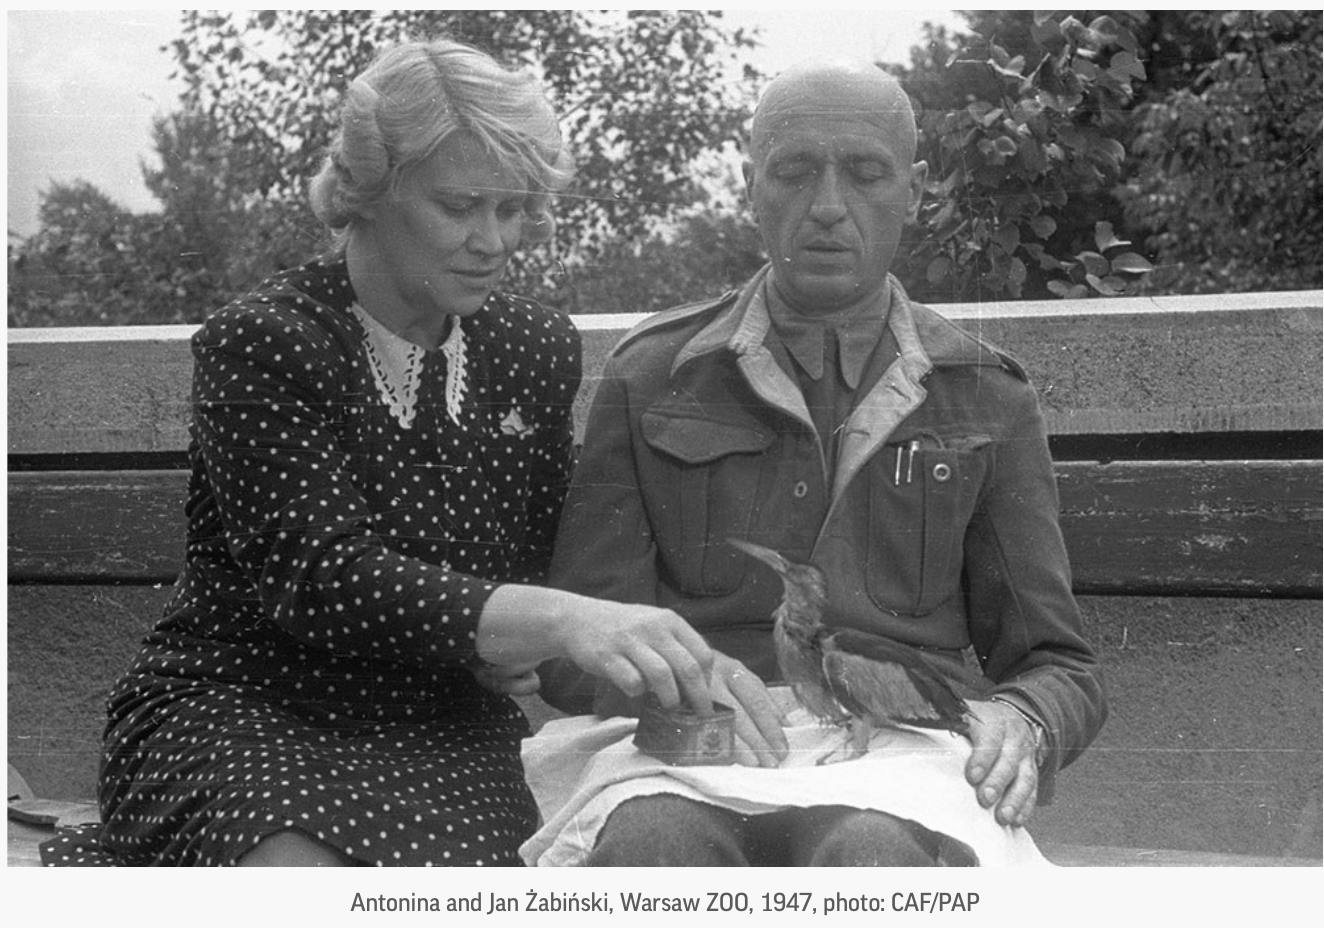 Antonina and Jan Żabiński, Warsaw ZOO, 1947, photo: CAF/PAP